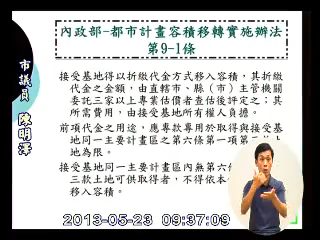 內政部-都市計畫容積移轉實施辦法
第9-1條
市議員 陳明澤
接受基地得以折繳代金方式移入容積,其折繳
代金之金額,由直轄市、縣(市)主管機關
委託三家以上專業估價者查估後評定之;其
所需費用,由接受基地所有權人負擔。
前項代金之用途,應專款專用於取得與接受基
地同一主要計畫區之第六條第一項第
地為限。
接受基地同一主要計畫區內無第六條
三款土地可供取得者,不得依本
移入容積。
2013-05-23 09:37:09